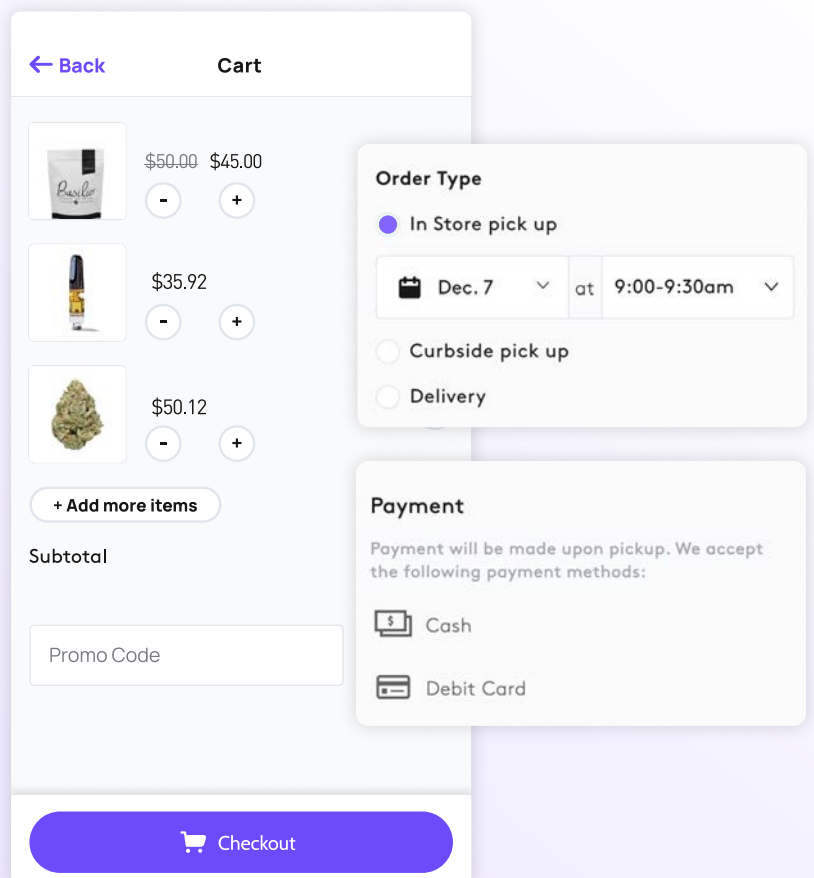 Back
Cart
$50.00 $45.00
- +
$35.92
- +
$50.12
- +
+ Add more items
Subtotal
Promo Code
Checkout
Order Type
In Store pick up
Dec. 7 at 9:00-9:30am
Curbside pick up
Delivery
Payment
Payment will be made upon pickup. We accept
the following payment methods:
$ Cash
Debit Card